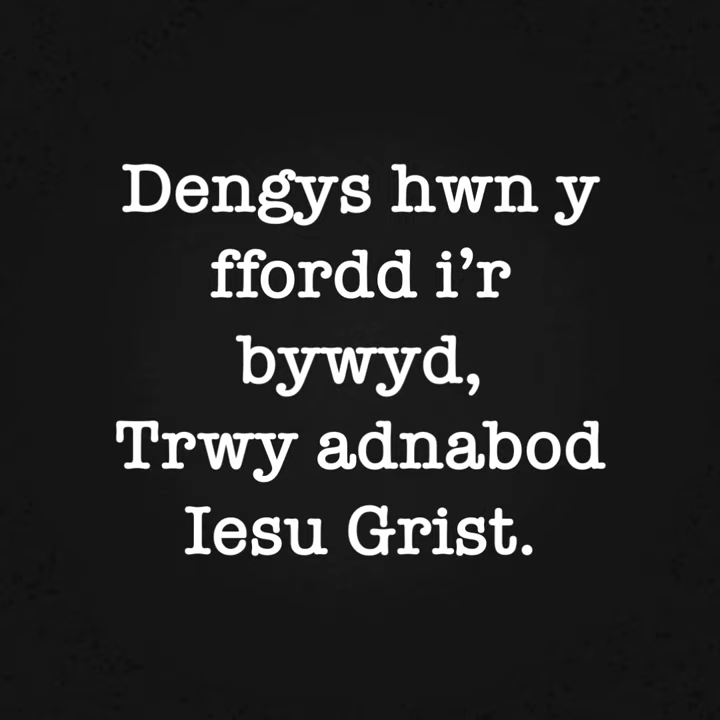 Dengys hwn y
ffordd i’r
bywyd,
Trwy adnabod
Iesu Grist.